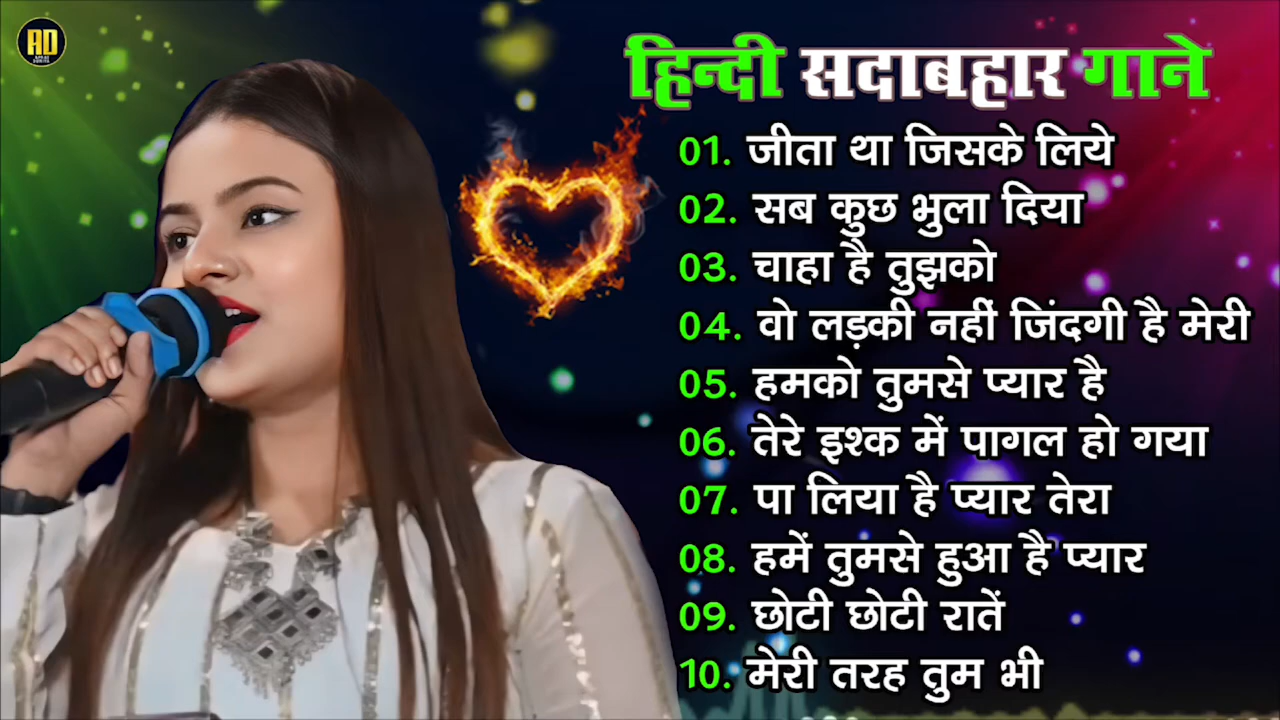 AD
हिन्दी सदाबहार गाने
01. जीता था जिसके लिये
02. सब कुछ भुला दिया
03. चाहा है तुझको
04. वो लड़की नहीं जिंदगी है मेरी
05. हमको तुमसे प्यार है
06. तेरे इश्क में पागल हो गया
07. पा लिया है प्यार तेरा
08. हमें तुमसे हुआ है प्यार
09. छोटी छोटी रातें
10. मेरी तरह तुम भी